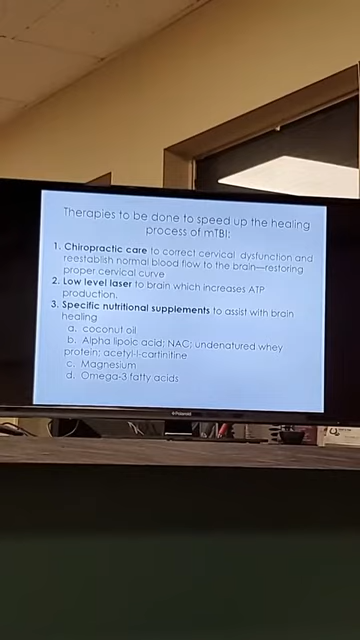 Therapies to be done to speed up the healing
process of mTBI:
1. Chiropractic care to correct cervical dysfunction and
reestablish normal blood flow to the brain—restoring
proper cervical curve
2. Low level laser to brain which increases ATP
production.
3. Specific nutritional supplements to assist with brain
healing
a. coconut oil
b. Alpha lipoic acid; NAC; undenatured whey
protein; acetyl-l-cartinitine
c. Magnesium
d. Omega-3 fatty acids
Polaroid